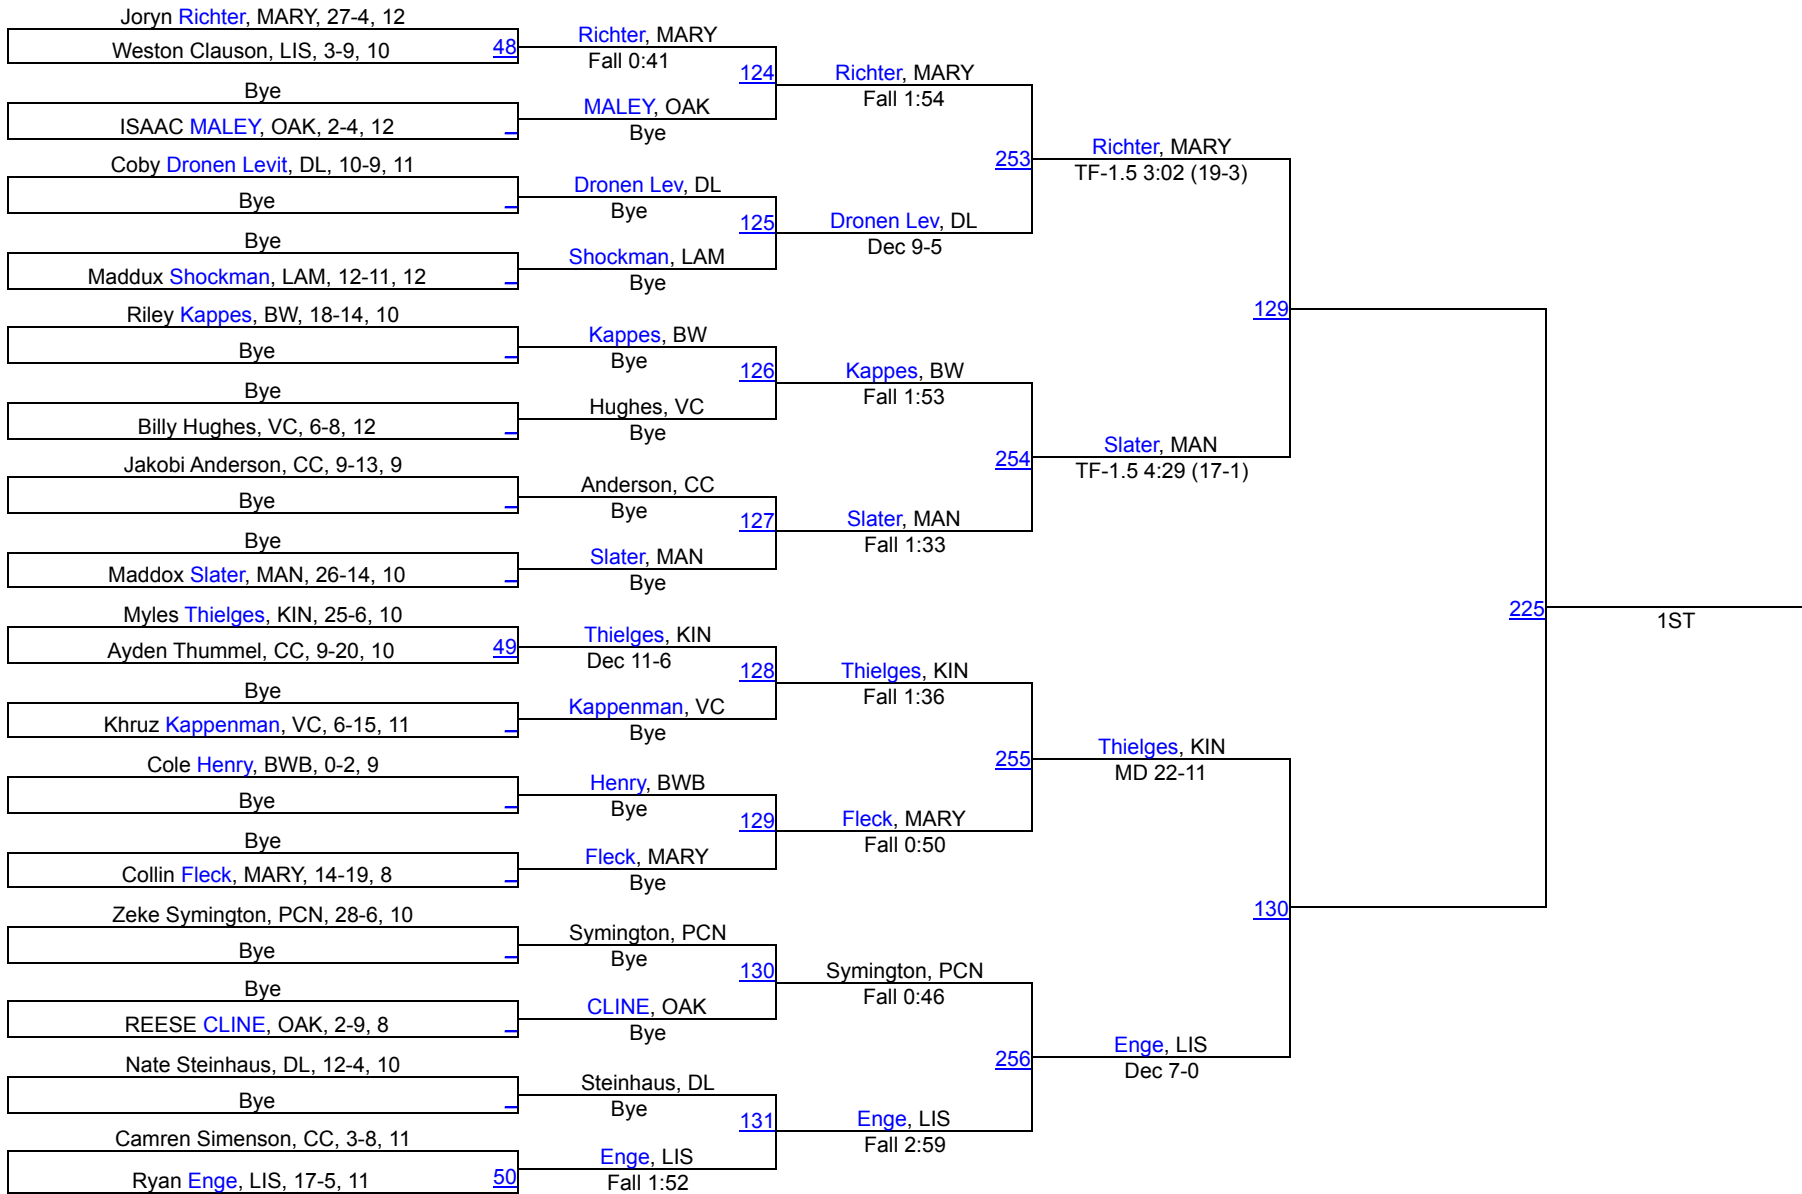 Joryn Richter, MARY, 27-4, 12
Weston Clauson, LIS, 3-9, 10
48
Bye
ISAAC MALEY, OAK, 2-4, 12
Coby Dronen Levit, DL, 10-9, 11
Bye
Bye
Maddux Shockman, LAM, 12-11, 12
Riley Kappes, BW, 18-14, 10
Bye
Bye
Billy Hughes, VC, 6-8, 12
Jakobi Anderson, CC, 9-13, 9
Bye
Bye
Maddox Slater, MAN, 26-14, 10
Myles Thielges, KIN, 25-6, 10
Ayden Thummel, CC, 9-20, 10
49
Bye
Khruz Kappenman, VC, 6-15, 11
Cole Henry, BWB, 0-2, 9
Bye
Bye
Collin Fleck, MARY, 14-19, 8
Zeke Symington, PCN, 28-6, 10
Bye
Bye
REESE CLINE, OAK, 2-9, 8
Nate Steinhaus, DL, 12-4, 10
Bye
Camren Simenson, CC, 3-8, 11
Ryan Enge, LIS, 17-5, 11
50
Richter, MARY
Fall 0:41
124
MALEY, OAK
Bye
Dronen Lev, DL
Bye
125
Shockman, LAM
Bye
Kappes, BW
Bye
126
Hughes, VC
Bye
Anderson, CC
Bye
127
Slater, MAN
Bye
Thielges, KIN
Dec 11-6
128
Kappenman, VC
Bye
Henry, BWB
Bye
129
Fleck, MARY
Bye
Symington, PCN
Bye
130
CLINE, OAK
Bye
Steinhaus, DL
Bye
131
Enge, LIS
Fall 1:52
Richter, MARY
Fall 1:54
253
Dronen Lev, DL
Dec 9-5
Kappes, BW
Fall 1:53
254
Slater, MAN
Fall 1:33
Thielges, KIN
Fall 1:36
255
Fleck, MARY
Fall 0:50
Symington, PCN
Fall 0:46
256
Enge, LIS
Fall 2:59
Richter, MARY
TF-1.5 3:02 (19-3)
129
Slater, MAN
TF-1.5 4:29 (17-1)
Thielges, KIN
MD 22-11
130
Enge, LIS
Dec 7-0
225
1ST